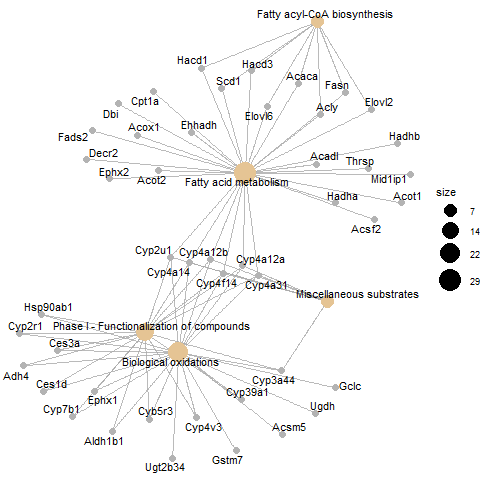 Fatty acyl-CoA biosynthesis
Hacd1
Hacd3
Scd1
Acaca
Fasn
Cpt1a
Elovl2
Dbi
Elovl6
Acly
Ehhadh
Acox1
Fads2
Hadhb
Decr2
Acadl
Thrsp
Ephx2
Acot2
Fatty acid metabolism
Mid1ip1
Hadha
Acot1
Acsf2
size
7
14
22
29
Cyp2u1
Cyp4a12b
Cyp4a12a
Cyp4a14
Cyp4f14
Cyp4a31
Miscellaneous substrates
Hsp90ab1
Cyp2r1
Phase I - Functionalization of compounds
Ces3a
Biological oxidations
Adh4
Ces1d
Ephx1
Cyp39a1
Cyp3a44
Gclc
Cyp7b1
Cyb5r3
Cyp4v3
Ugdh
Aldh1b1
Acsm5
Ugt2b34
Gstm7